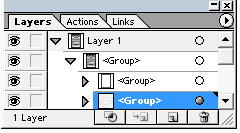 Layers Actions Links
Layer 1
<Group>
<Group>
<Group>
1 Layer